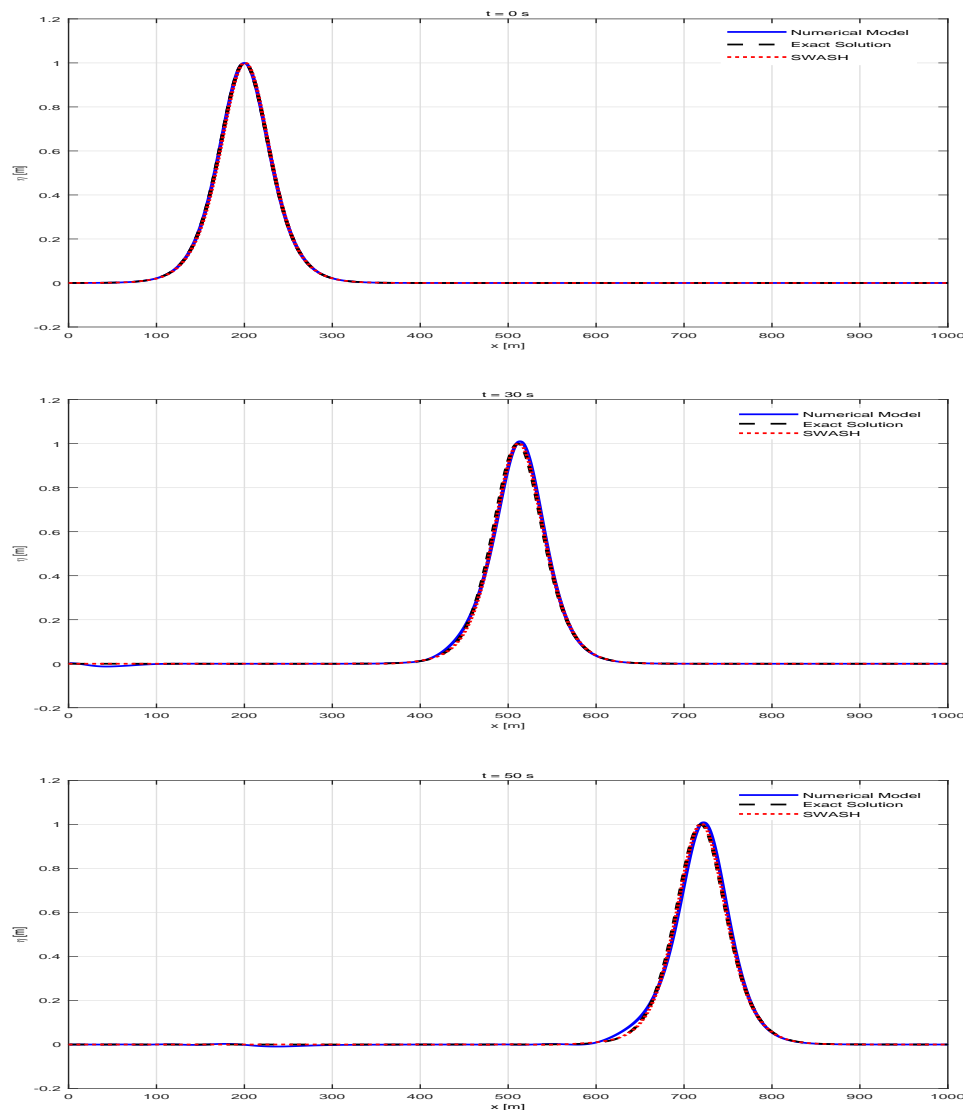 t = 0 s
1.2
1
0.8
0.6
0.4
0.2
0
-0.2
η [m]
Numerical Model
Exact Solution
SWASH
0 100 200 300 400 500 600 700 800 900 1000
x [m]
t = 30 s
1.2
1
0.8
0.6
0.4
0.2
0
-0.2
η [m]
Numerical Model
Exact Solution
SWASH
0 100 200 300 400 500 600 700 800 900 1000
x [m]
t = 50 s
1.2
1
0.8
0.6
0.4
0.2
0
-0.2
η [m]
Numerical Model
Exact Solution
SWASH
0 100 200 300 400 500 600 700 800 900 1000
x [m]